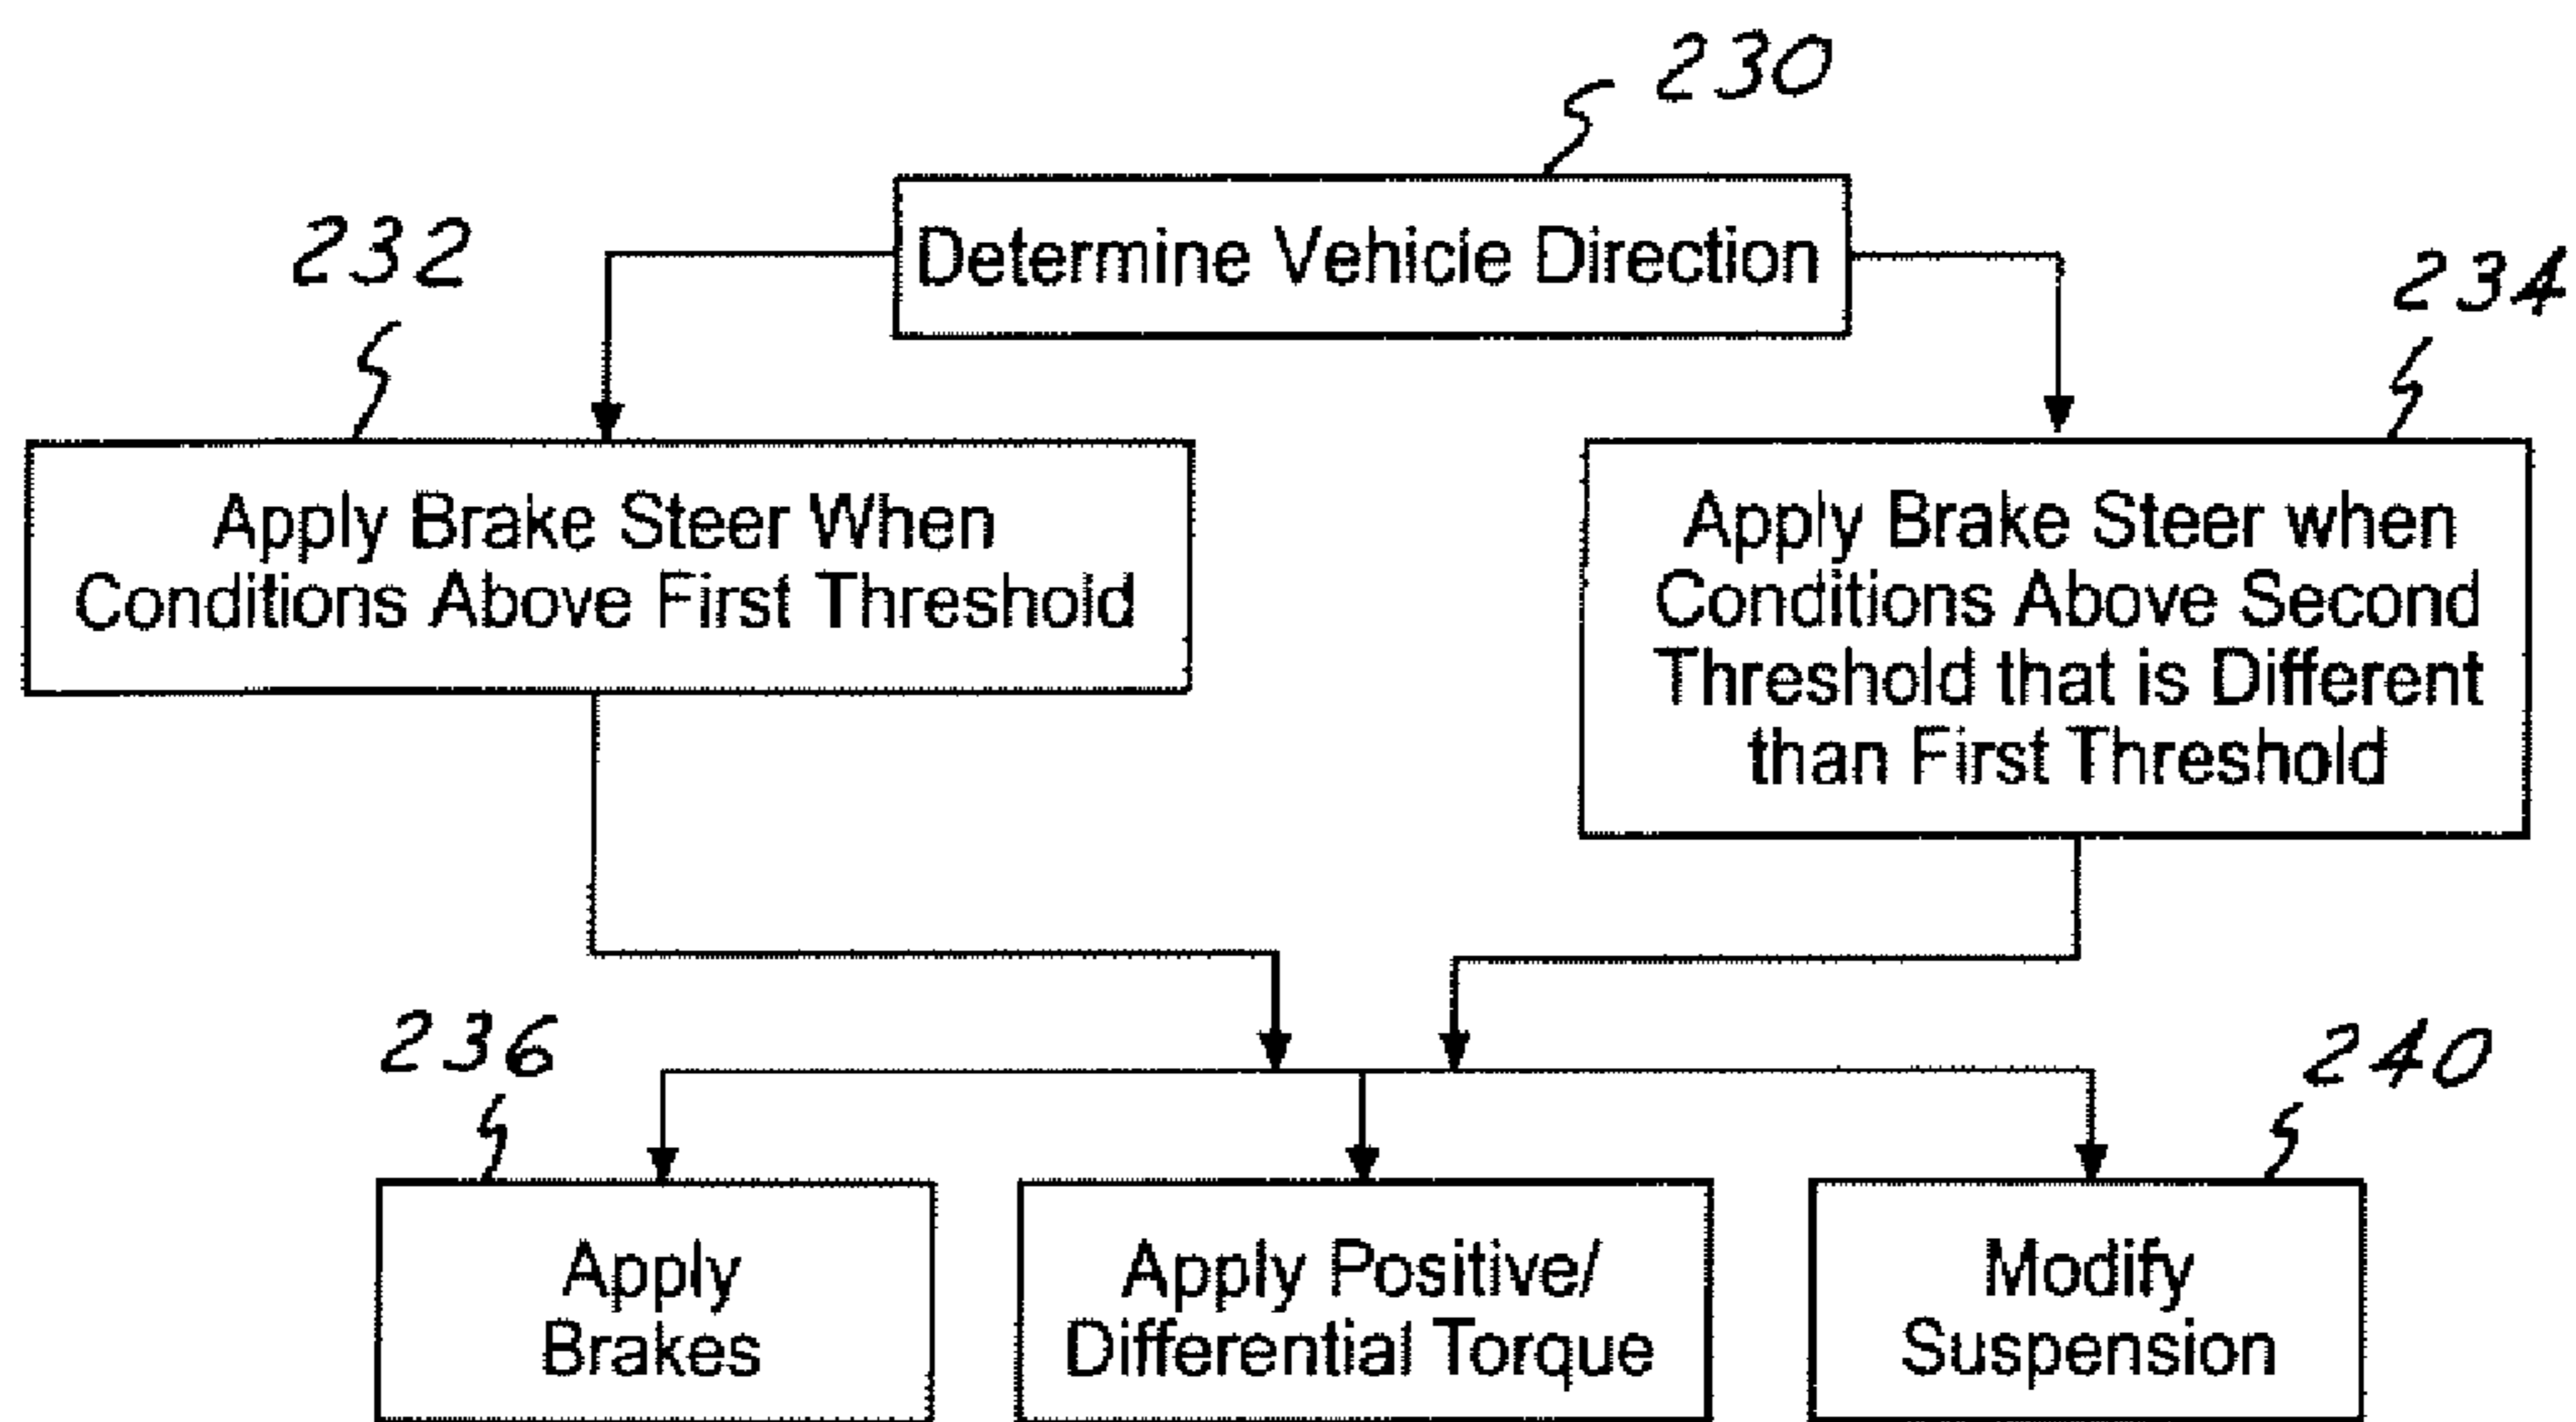 230
Determine Vehicle Direction
232
234
Apply Brake Steer When
Conditions Above First Threshold
Apply Brake Steer when
Conditions Above Second
Threshold that is Different
than First Threshold
236
240
Apply
Brakes
Apply Positive/
Differential Torque
Modify
Suspension